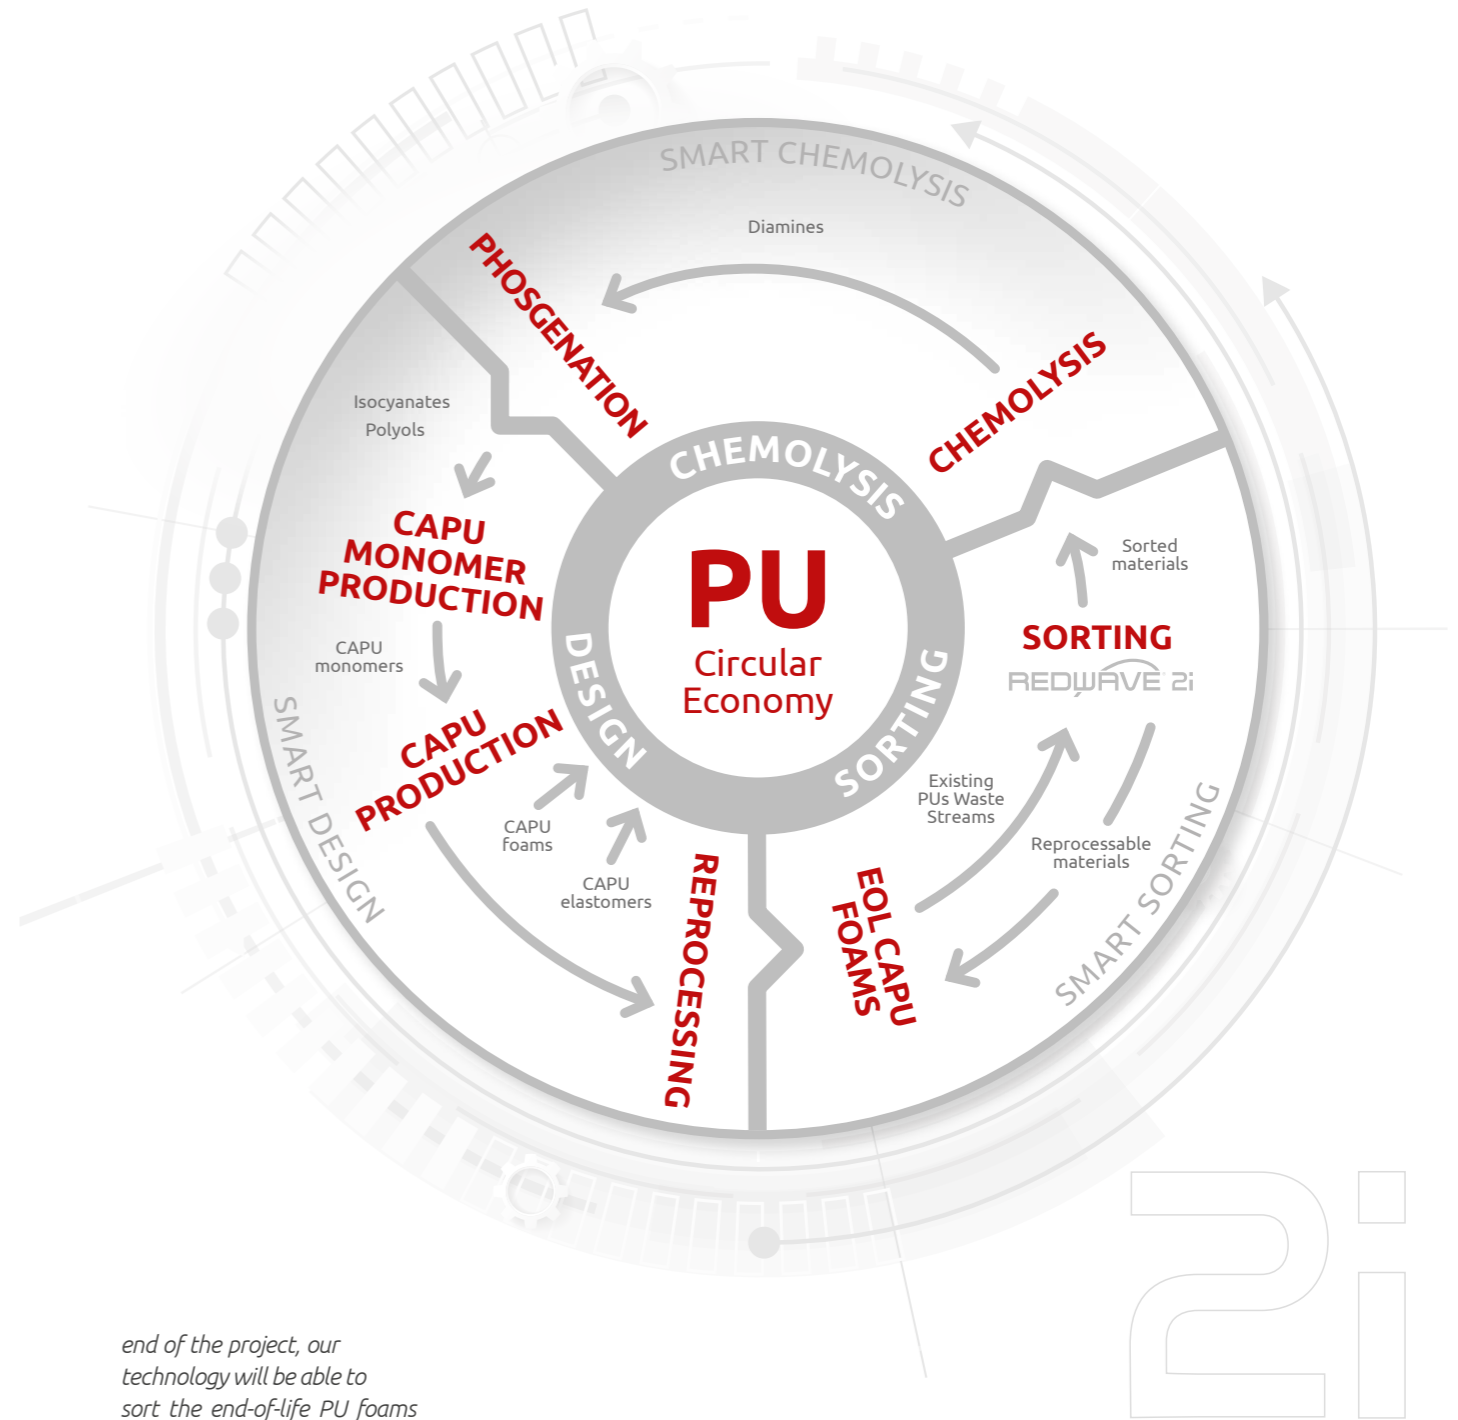 SMART CHEMOLYSIS
Diamines
PHOSGENATION
CHEMOLYSIS
Isocyanates
Polyols
CAPU
MONOMER
PRODUCTION
CAPU
monomers
CAPU
PRODUCTION
SMART DESIGN
CAPU
foams
CAPU
elastomers
REPROCESSING
CHEMOLYSIS
DESIGN
SORTING
PU
Circular
Economy
Sorted
materials
SORTING
REDWAVE 2i
Existing
PUs Waste
Streams
Reprocessable
materials
EOL CAPU
FOAMS
SMART SORTING
2i
end of the project, our
technology will be able to
sort the end-of-life PU foams